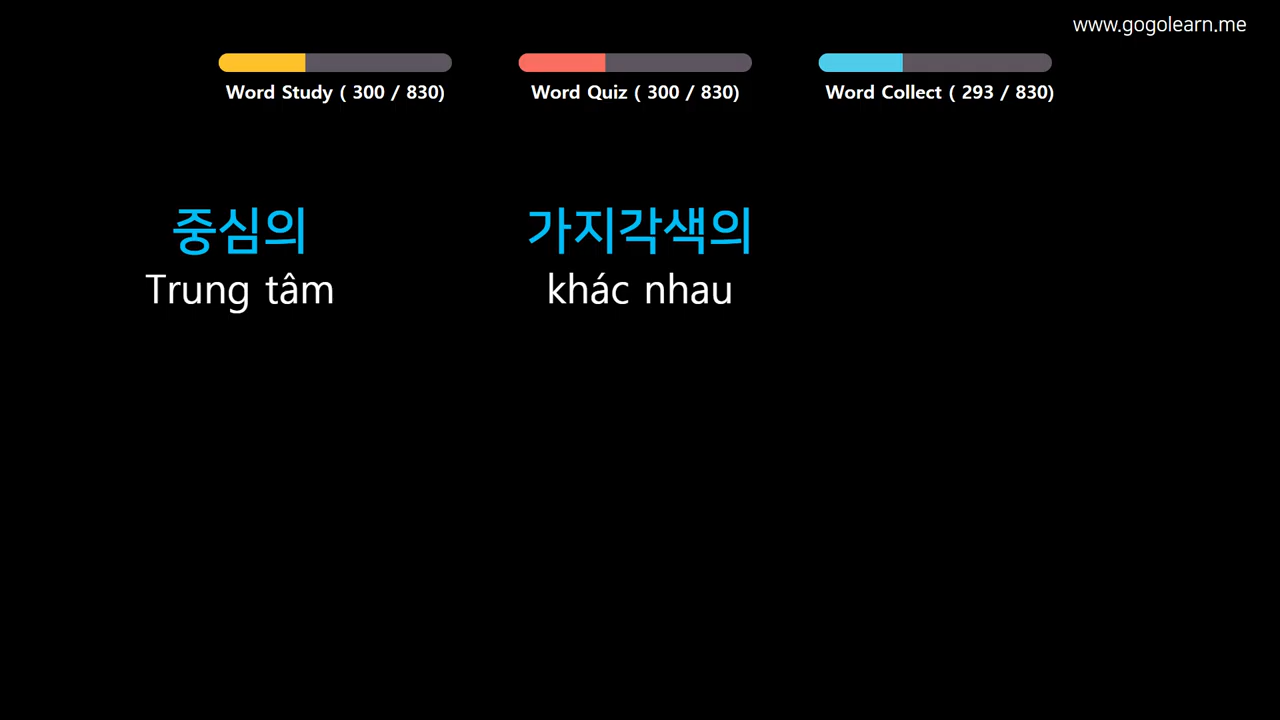 www.gogolearn.me
Word Study ( 300 / 830)
Word Quiz ( 300 / 830)
Word Collect ( 293 / 830)
중심의
Trung tâm
가지각색의
khác nhau